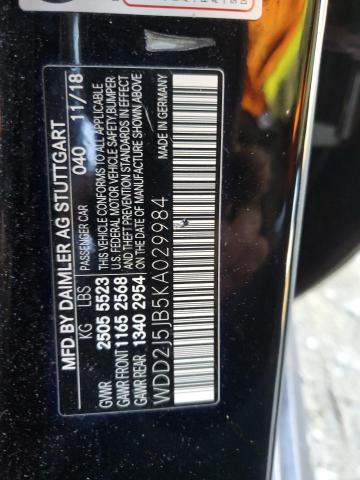 MFD BY DAIMLER AG STUTTGART
PASSENGER CAR 040 11/18
KG LBS THIS VEHICLE CONFORMS TO ALL APPLICABLE
GVWR 2505 5523 U.S. FEDERAL MOTOR VEHICLE SAFETY, BUMPER
GAWR FRONT 1165 2568 AND THEFT PREVENTION STANDARDS IN EFFECT
GAWR REAR 1340 2954 ON THE DATE OF MANUFACTURE SHOWN ABOVE
MADE IN GERMANY
WDD2J5JB5KA029984